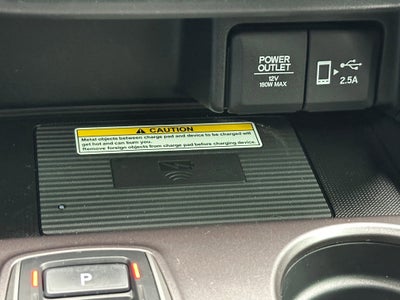 POWER
OUTLET
12V
180W MAX
2.5A
⚠ CAUTION
Metal objects between charge pad and device to be charged will
get hot and can burn you.
Remove foreign objects from charge pad before charging device.
P